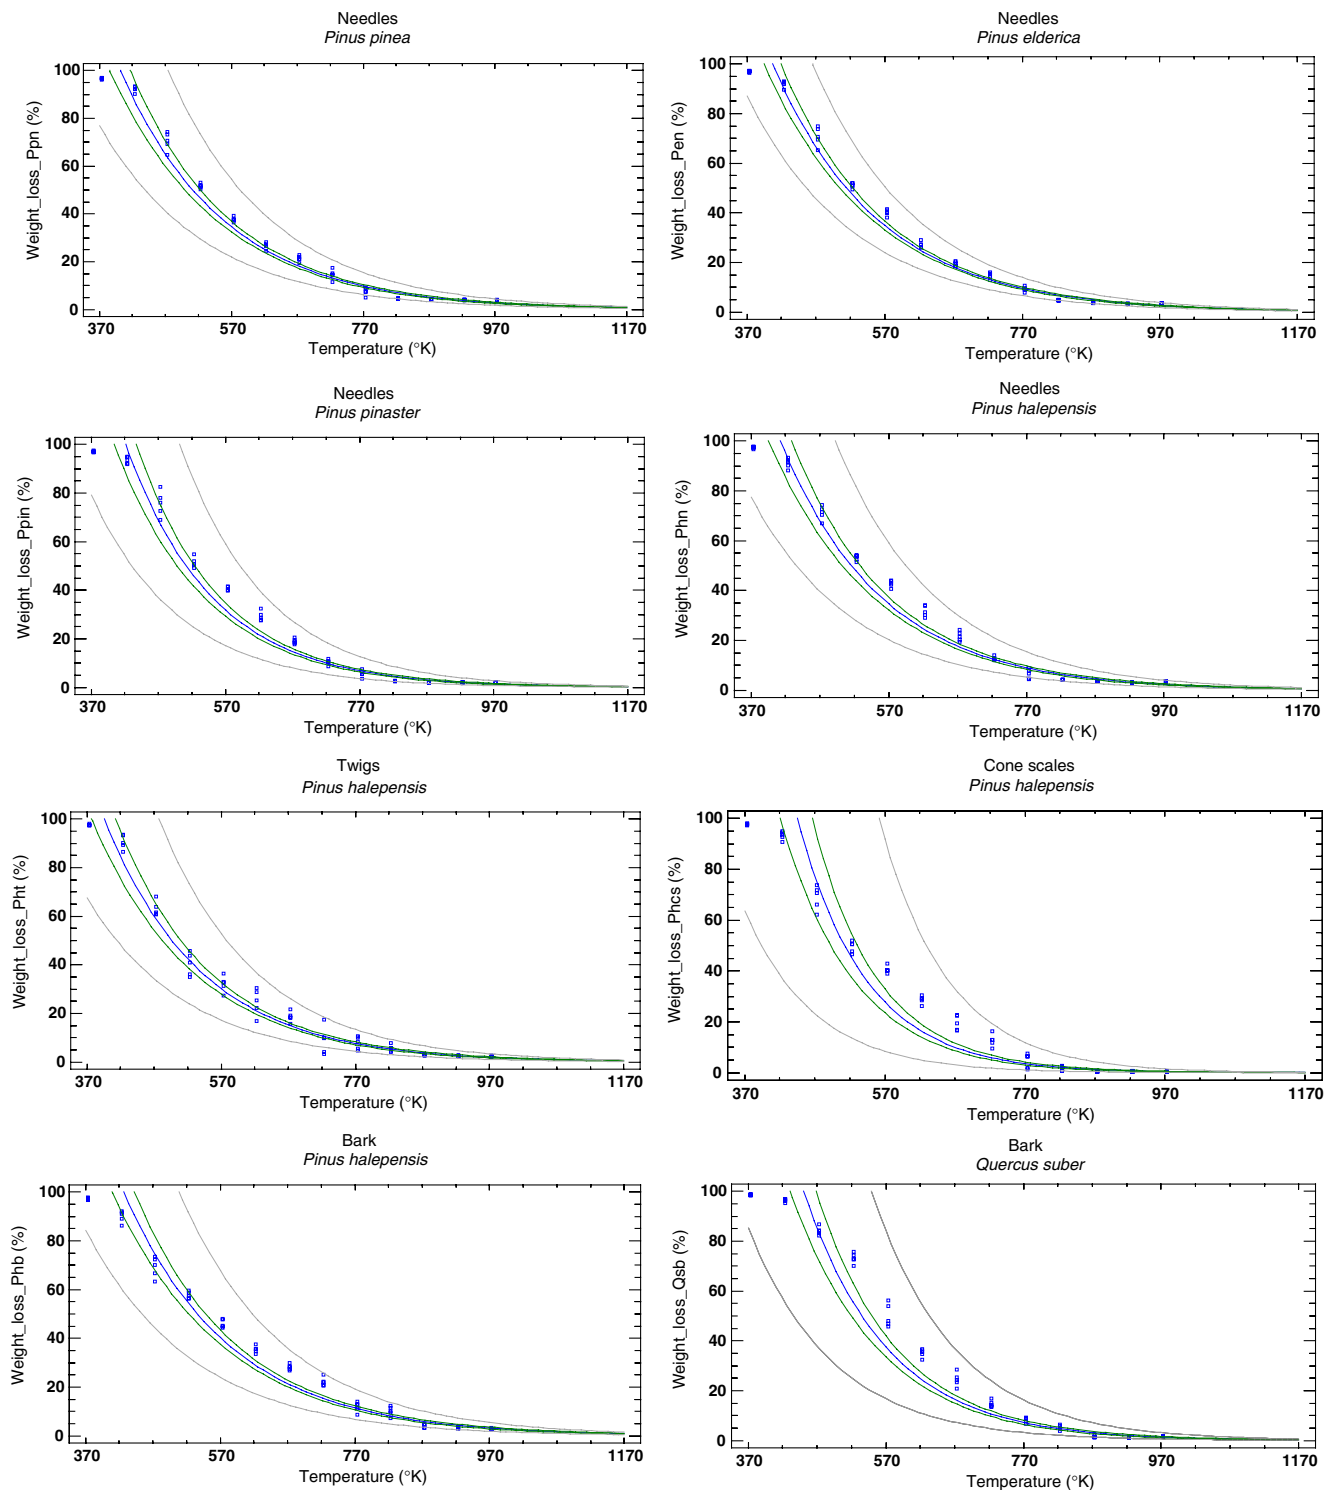 Needles
Pinus pinea
Weight_loss_Ppn (%)
100
80
60
40
20
0
370 570 770 970 1170
Temperature (°K)
Needles
Pinus elderica
Weight_loss_Pen (%)
100
80
60
40
20
0
370 570 770 970 1170
Temperature (°K)
Needles
Pinus pinaster
Weight_loss_Ppin (%)
100
80
60
40
20
0
370 570 770 970 1170
Temperature (°K)
Needles
Pinus halepensis
Weight_loss_Phn (%)
100
80
60
40
20
0
370 570 770 970 1170
Temperature (°K)
Twigs
Pinus halepensis
Weight_loss_Pht (%)
100
80
60
40
20
0
370 570 770 970 1170
Temperature (°K)
Cone scales
Pinus halepensis
Weight_loss_Phcs (%)
100
80
60
40
20
0
370 570 770 970 1170
Temperature (°K)
Bark
Pinus halepensis
Weight_loss_Phb (%)
100
80
60
40
20
0
370 570 770 970 1170
Temperature (°K)
Bark
Quercus suber
Weight_loss_Qsb (%)
100
80
60
40
20
0
370 570 770 970 1170
Temperature (°K)